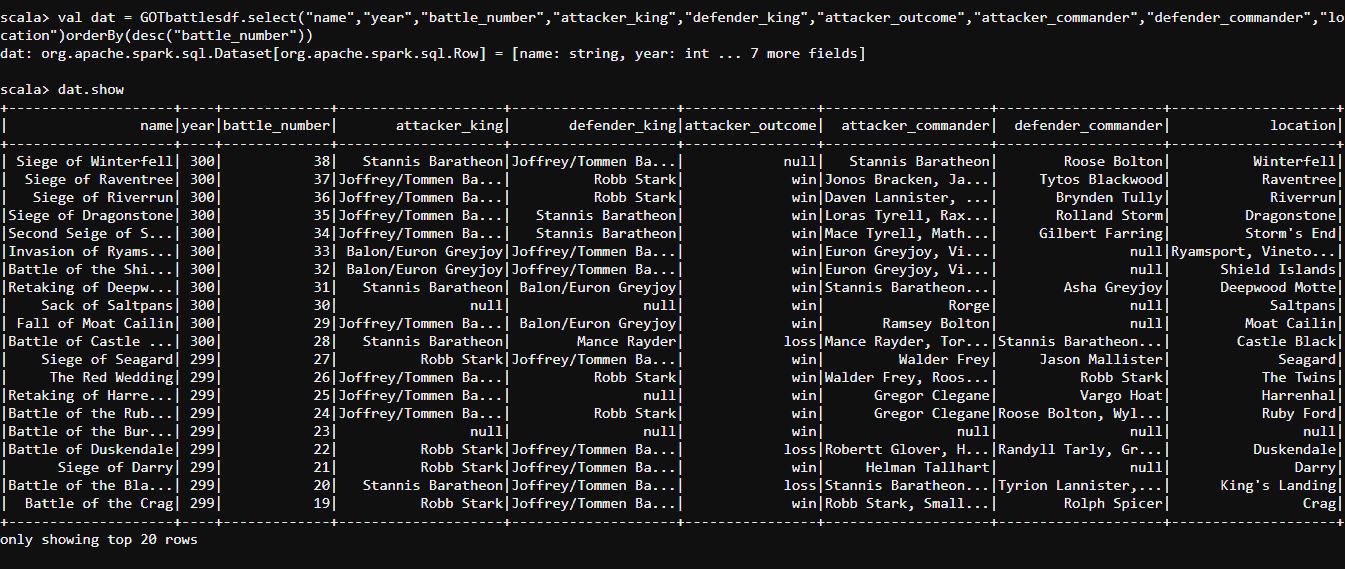 scala> val dat = GOTbattlesdf.select("name","year","battle_number","attacker_king","defender_king","attacker_outcome","attacker_commander","defender_commander","lo
cation")orderBy(desc("battle_number"))
dat: org.apache.spark.sql.Dataset[org.apache.spark.sql.Row] = [name: string, year: int ... 7 more fields]
scala> dat.show
+--------------------+----+-------------+--------------------+--------------------+----------------+--------------------+--------------------+--------------------+
|                name|year|battle_number|       attacker_king|       defender_king|attacker_outcome|  attacker_commander|  defender_commander|            location|
+--------------------+----+-------------+--------------------+--------------------+----------------+--------------------+--------------------+--------------------+
| Siege of Winterfell| 300|           38|   Stannis Baratheon|Joffrey/Tommen Ba...|            null|   Stannis Baratheon|        Roose Bolton|          Winterfell|
|  Siege of Raventree| 300|           37|Joffrey/Tommen Ba...|          Robb Stark|             win|Jonos Bracken, Ja...|     Tytos Blackwood|           Raventree|
|   Siege of Riverrun| 300|           36|Joffrey/Tommen Ba...|          Robb Stark|             win|Daven Lannister, ...|       Brynden Tully|            Riverrun|
|Siege of Dragonstone| 300|           35|Joffrey/Tommen Ba...|   Stannis Baratheon|             win|Loras Tyrell, Rax...|       Rolland Storm|         Dragonstone|
|Second Seige of S...| 300|           34|Joffrey/Tommen Ba...|   Stannis Baratheon|             win|Mace Tyrell, Math...|     Gilbert Farring|         Storm's End|
|Invasion of Ryams...| 300|           33| Balon/Euron Greyjoy|Joffrey/Tommen Ba...|             win|Euron Greyjoy, Vi...|                null|Ryamsport, Vineto...|
|Battle of the Shi...| 300|           32| Balon/Euron Greyjoy|Joffrey/Tommen Ba...|             win|Euron Greyjoy, Vi...|                null|      Shield Islands|
|Retaking of Deepw...| 300|           31|   Stannis Baratheon| Balon/Euron Greyjoy|             win|Stannis Baratheon...|        Asha Greyjoy|      Deepwood Motte|
|    Sack of Saltpans| 300|           30|                null|                null|             win|               Rorge|                null|            Saltpans|
| Fall of Moat Cailin| 300|           29|Joffrey/Tommen Ba...| Balon/Euron Greyjoy|             win|       Ramsey Bolton|                null|         Moat Cailin|
|Battle of Castle ...| 300|           28|   Stannis Baratheon|        Mance Rayder|            loss|Mance Rayder, Tor...|Stannis Baratheon...|        Castle Black|
|    Siege of Seagard| 299|           27|          Robb Stark|Joffrey/Tommen Ba...|             win|         Walder Frey|     Jason Mallister|             Seagard|
|     The Red Wedding| 299|           26|Joffrey/Tommen Ba...|          Robb Stark|             win|Walder Frey, Roos...|          Robb Stark|           The Twins|
|Retaking of Harre...| 299|           25|Joffrey/Tommen Ba...|                null|             win|      Gregor Clegane|         Vargo Hoat|           Harrenhal|
|Battle of the Rub...| 299|           24|Joffrey/Tommen Ba...|          Robb Stark|             win|      Gregor Clegane|Roose Bolton, Wyl...|           Ruby Ford|
|Battle of the Bur...| 299|           23|                null|                null|             win|                null|                null|                null|
|Battle of Duskendale| 299|           22|          Robb Stark|Joffrey/Tommen Ba...|            loss|Robertt Glover, H...|Randyll Tarly, Gr...|          Duskendale|
|      Siege of Darry| 299|           21|          Robb Stark|Joffrey/Tommen Ba...|             win|     Helman Tallhart|                null|               Darry|
|Battle of the Bla...| 299|           20|   Stannis Baratheon|Joffrey/Tommen Ba...|            loss|Stannis Baratheon...|Tyrion Lannister,...|      King's Landing|
|  Battle of the Crag| 299|           19|          Robb Stark|Joffrey/Tommen Ba...|             win|Robb Stark, Small...|       Rolph Spicer|                Crag|
+--------------------+----+-------------+--------------------+--------------------+----------------+--------------------+--------------------+--------------------+
only showing top 20 rows